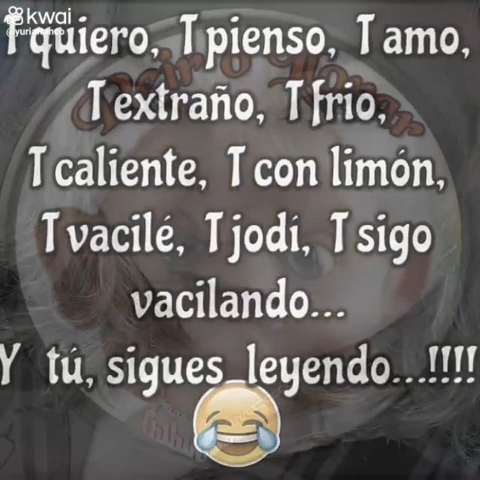 kwai
T quiero, T pienso, T amo,
T extraño, T frio,
T caliente, T con limón,
T vacilé, T jodí, T sigo
vacilando...
Y tú, sigues leyendo...!!!!